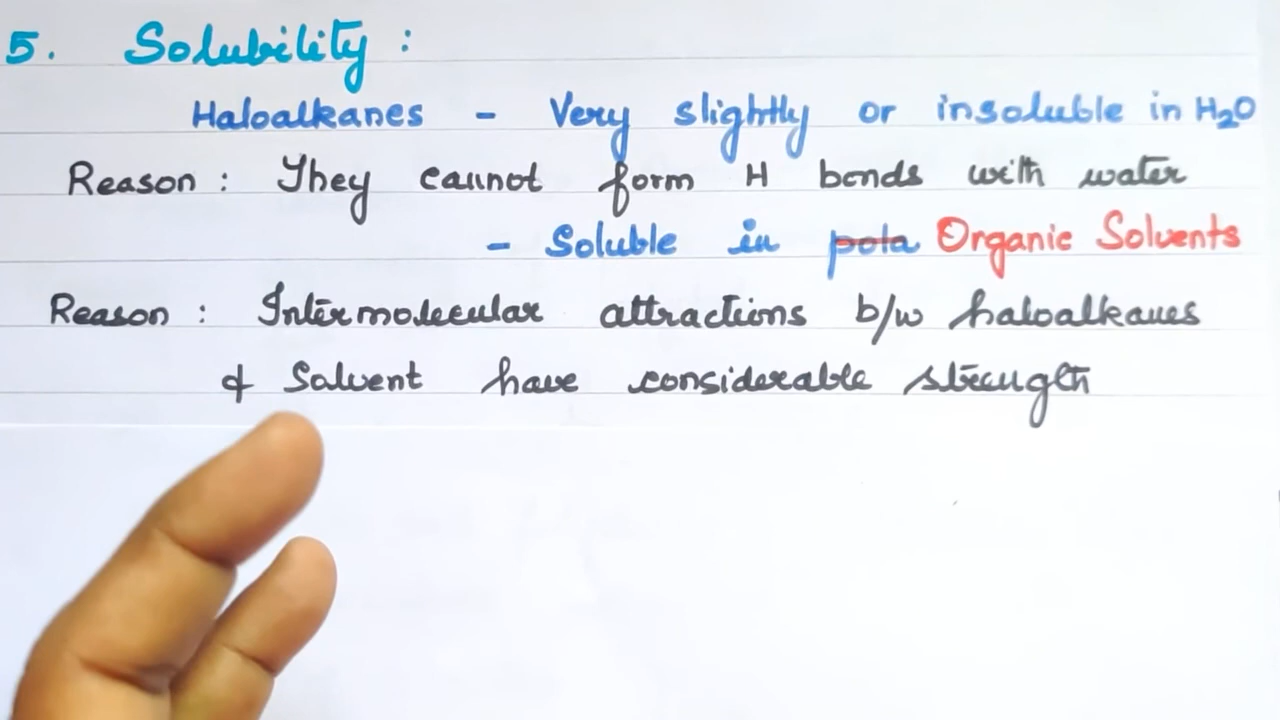 5. Solubility :
Haloalkanes - Very slightly or insoluble in H₂O
Reason : They cannot form H bonds with water
- Soluble in pola Organic Solvents
Reason : Intermolecular attractions b/w haloalkanes
& Solvent have considerable strength